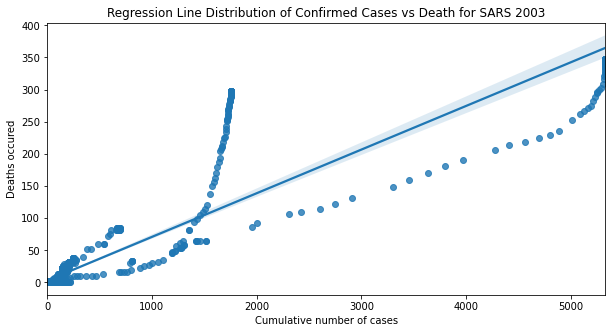 Regression Line Distribution of Confirmed Cases vs Death for SARS 2003
400
350
300
250
200
150
100
50
0
Deaths occured
0 1000 2000 3000 4000 5000
Cumulative number of cases